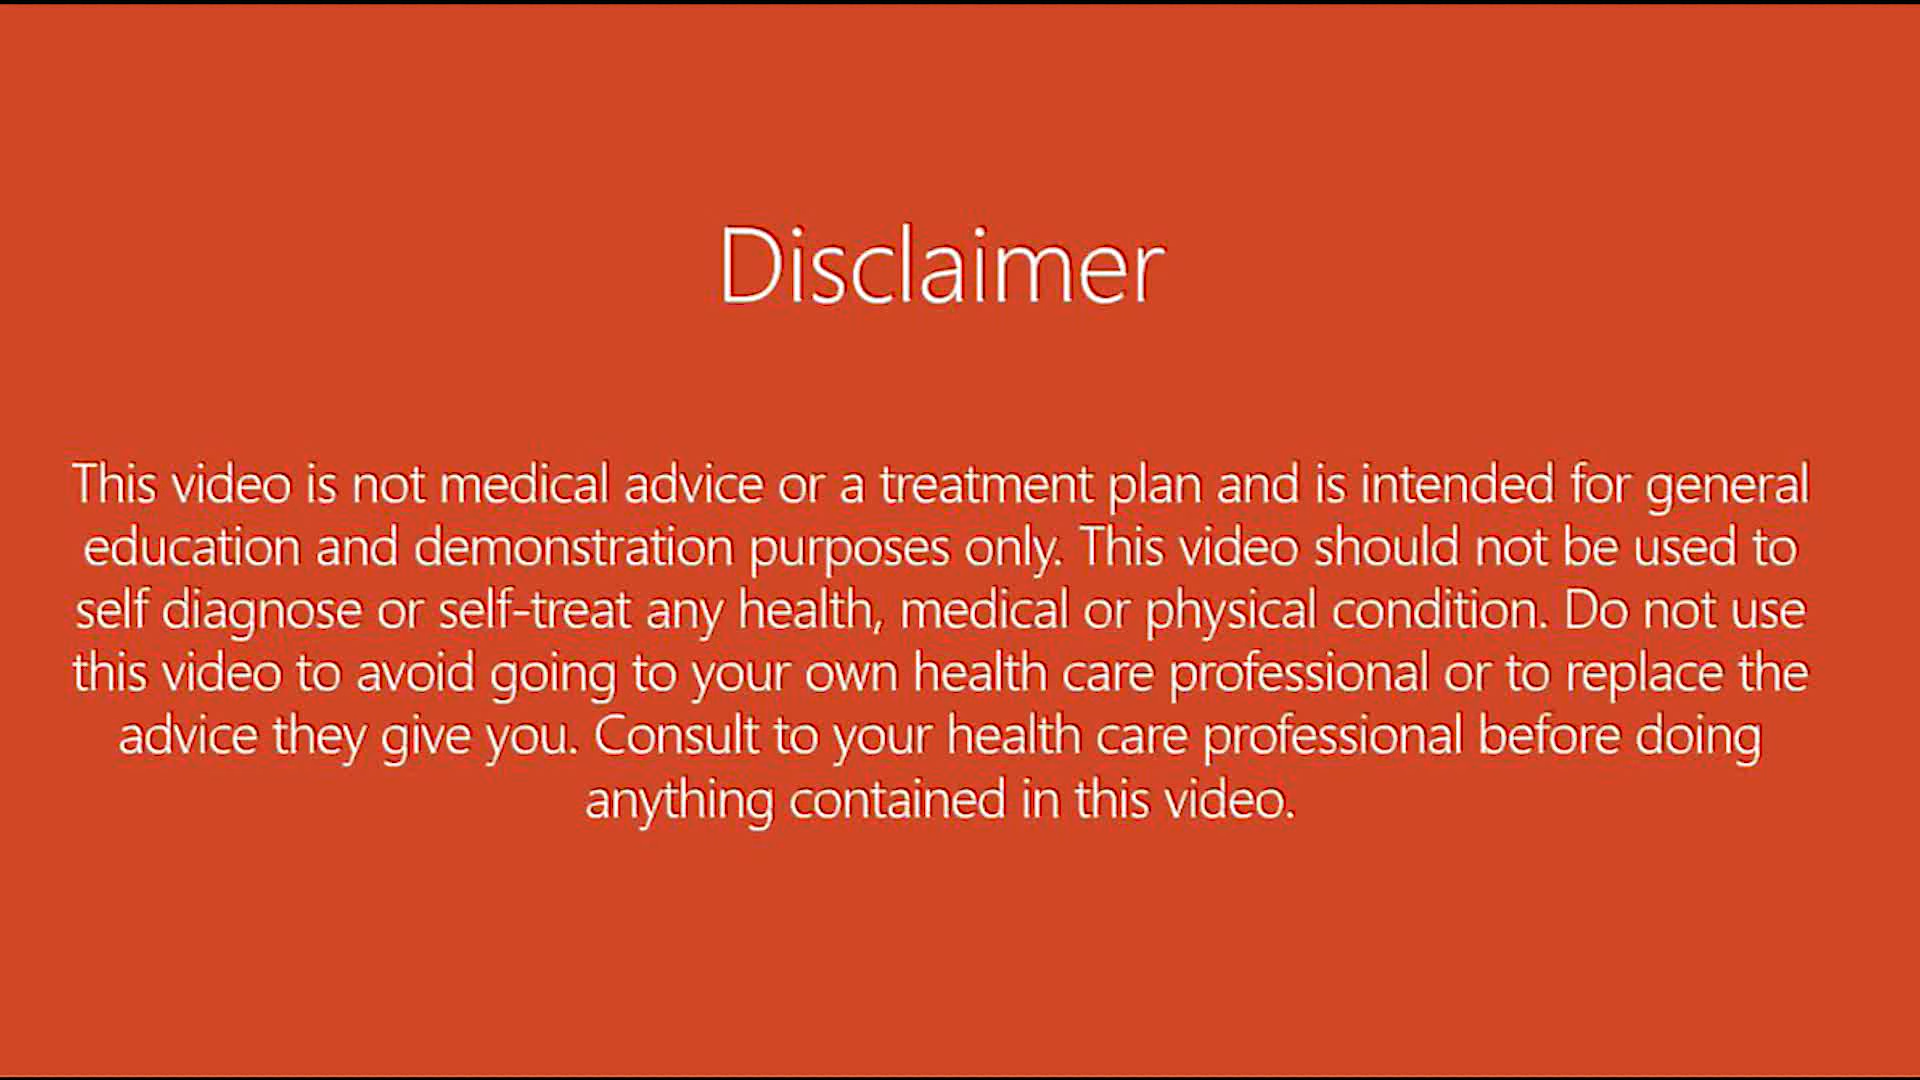 Disclaimer
This video is not medical advice or a treatment plan and is intended for general
education and demonstration purposes only. This video should not be used to
self diagnose or self-treat any health, medical or physical condition. Do not use
this video to avoid going to your own health care professional or to replace the
advice they give you. Consult to your health care professional before doing
anything contained in this video.